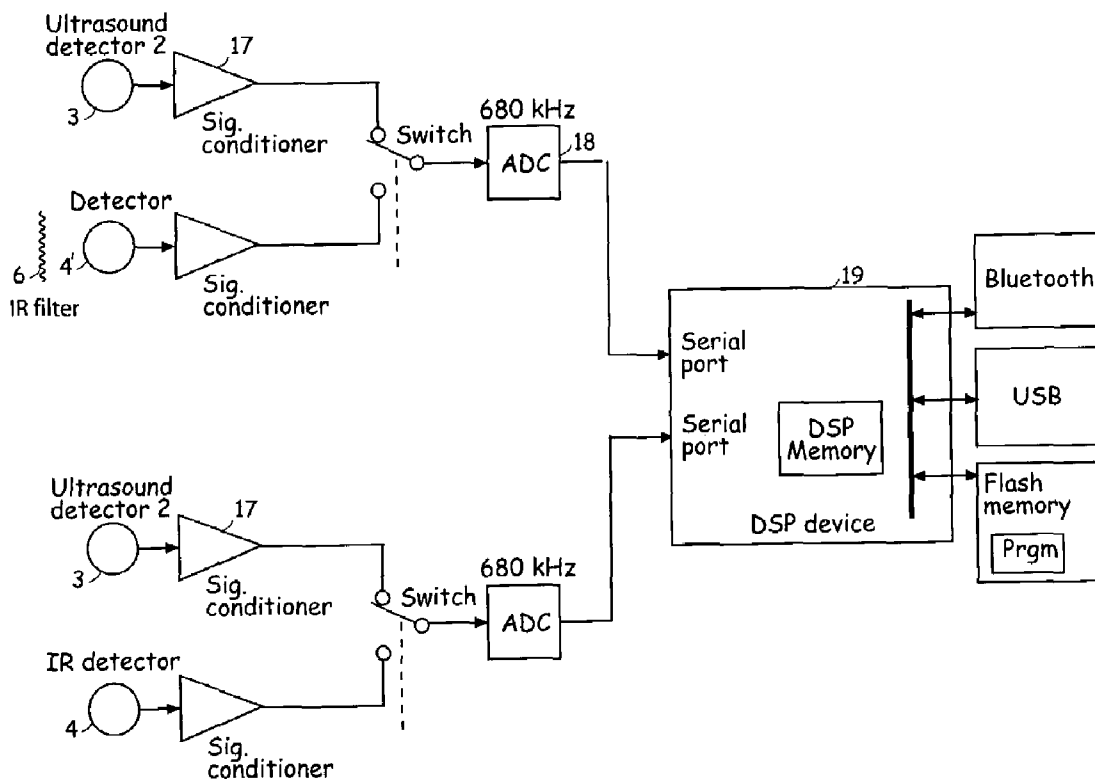 Ultrasound
detector 2
17
3
Sig.
conditioner
Switch
680 kHz
ADC
18
Detector
4'
6
IR filter
Sig.
conditioner
19
Serial
port
Serial
port
DSP
Memory
DSP device
Bluetooth
USB
Flash
memory
Prgm
Ultrasound
detector 2
17
3
Sig.
conditioner
Switch
680 kHz
ADC
IR detector
4
Sig.
conditioner